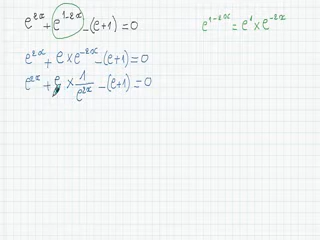 e^{2x} + e^{1-2x} - (e+1) = 0
e^{1-2x} = e^1 × e^{-2x}
e^{2x} + e × e^{-2x} - (e+1) = 0
e^{2x} + e × 1/e^{2x} - (e+1) = 0